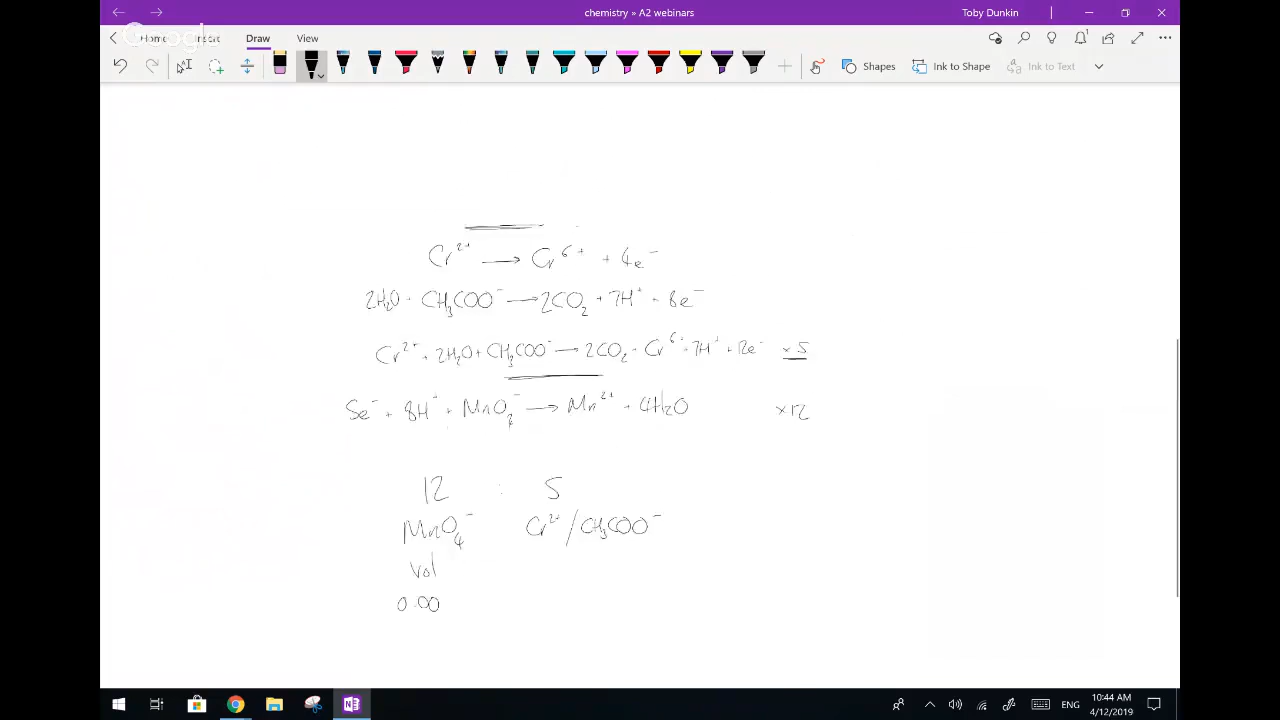 chemistry » A2 webinars
Toby Dunkin
Google
Home Insert Draw View
Shapes Ink to Shape Ink to Text
Cr²⁺ → Cr⁶⁺ + 4e⁻
2H₂O + CH₃COO⁻ → 2CO₂ + 7H⁺ + 8e⁻
Cr²⁺ + 2H₂O + CH₃COO⁻ → 2CO₂ + Cr⁶⁺ + 7H⁺ + 12e⁻ ×5
5e⁻ + 8H⁺ + MnO₄⁻ → Mn²⁺ + 4H₂O ×12
12 : 5
MnO₄⁻ Cr²⁺/CH₃COO⁻
vol
0.00
ENG
10:44 AM
4/12/2019